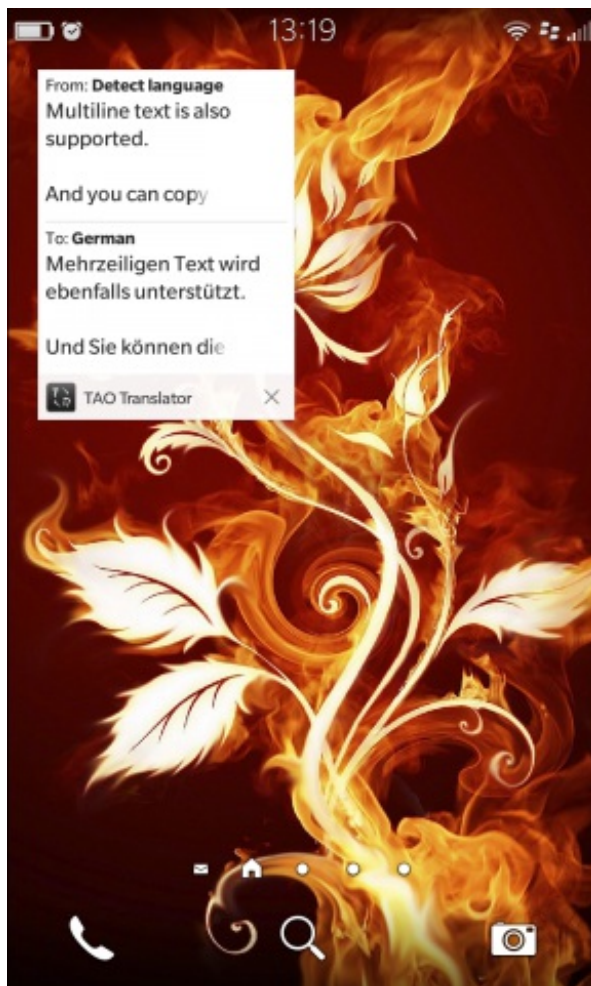 13:19
From: Detect language
Multiline text is also
supported.
And you can copy
To: German
Mehrzeiligen Text wird
ebenfalls unterstützt.
Und Sie können die
TAO Translator